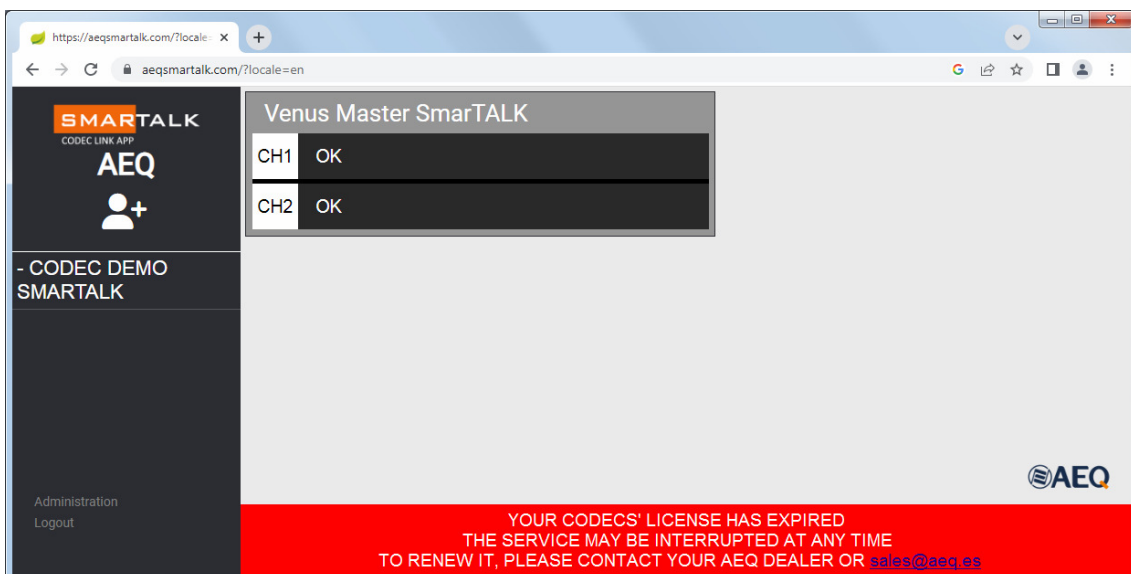 https://aeqsmartalk.com/?locale=
aeqsmartalk.com/?locale=en
SMARTALK
CODEC LINK APP
AEQ
- CODEC DEMO
SMARTALK
Administration
Logout
Venus Master SmarTALK
CH1 OK
CH2 OK
AEQ
YOUR CODECS' LICENSE HAS EXPIRED
THE SERVICE MAY BE INTERRUPTED AT ANY TIME
TO RENEW IT, PLEASE CONTACT YOUR AEQ DEALER OR sales@aeq.es